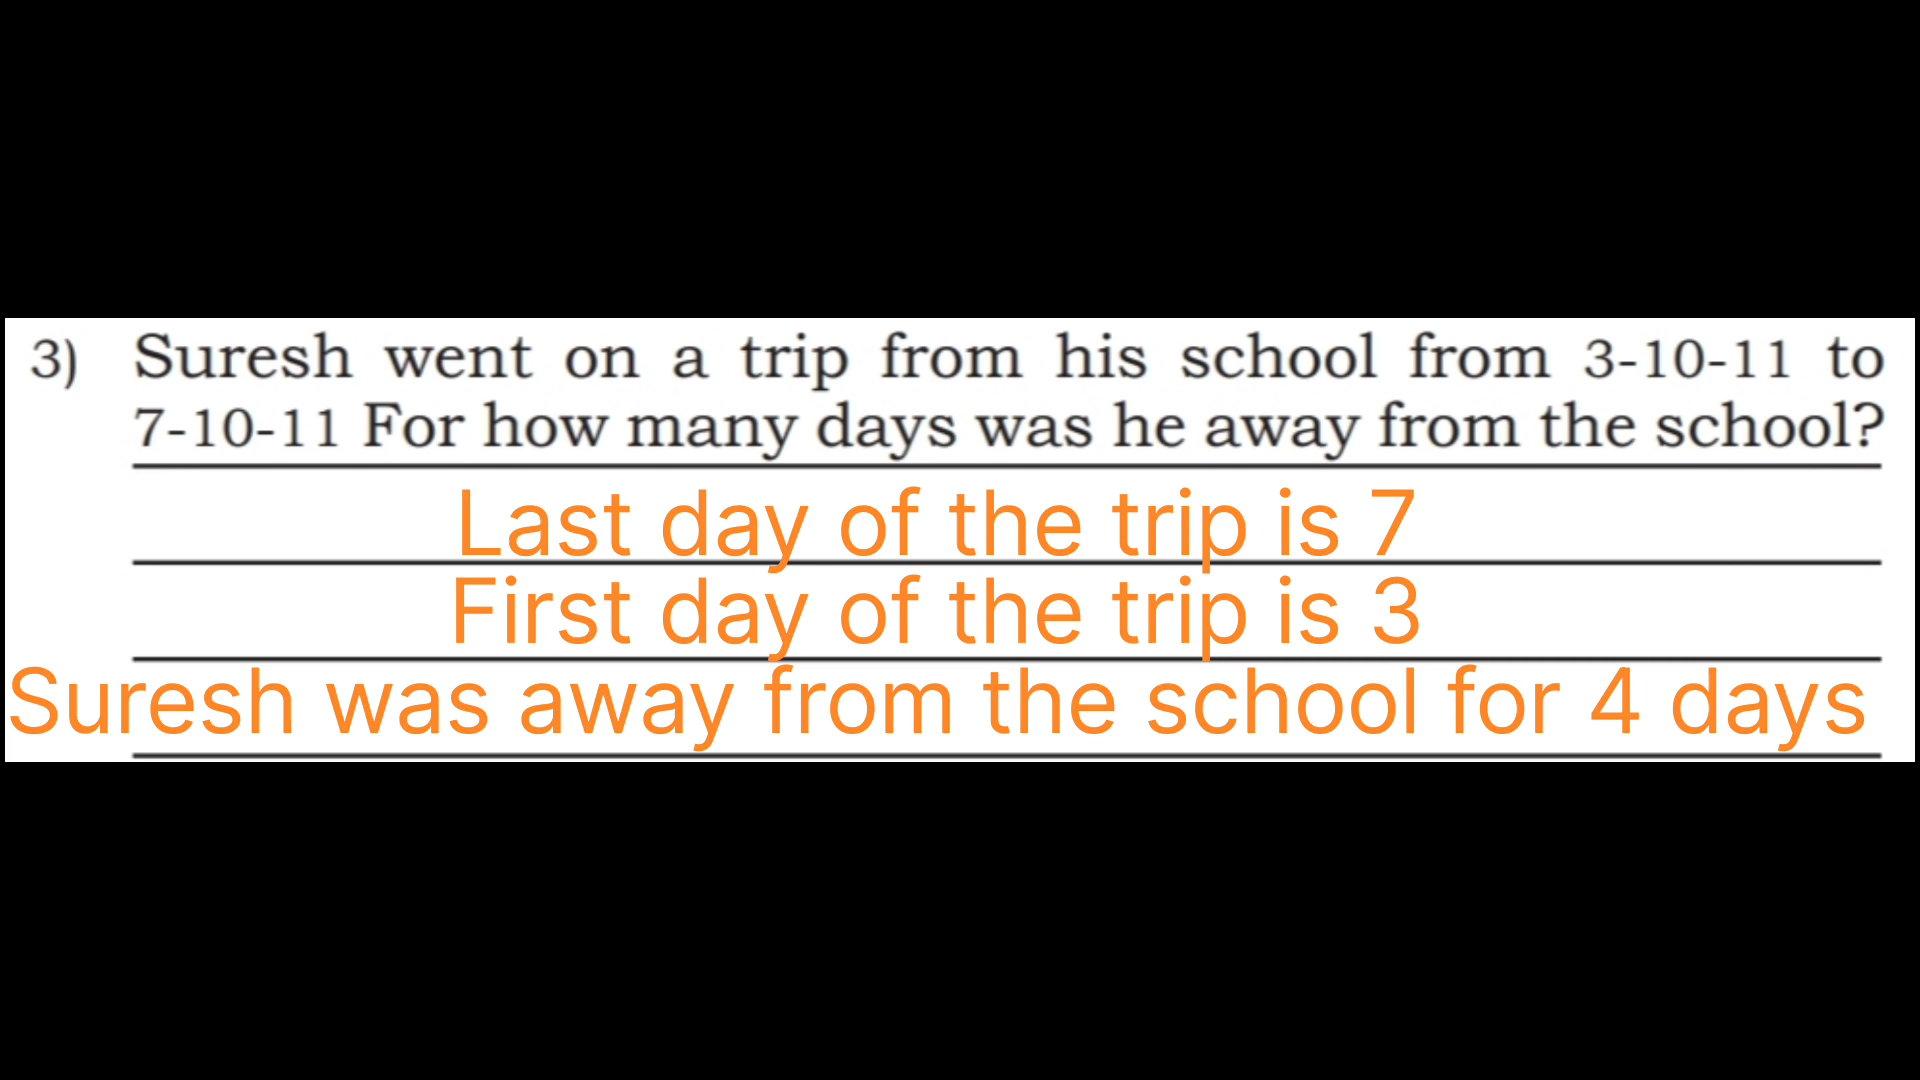 3) Suresh went on a trip from his school from 3-10-11 to
7-10-11 For how many days was he away from the school?
Last day of the trip is 7
First day of the trip is 3
Suresh was away from the school for 4 days